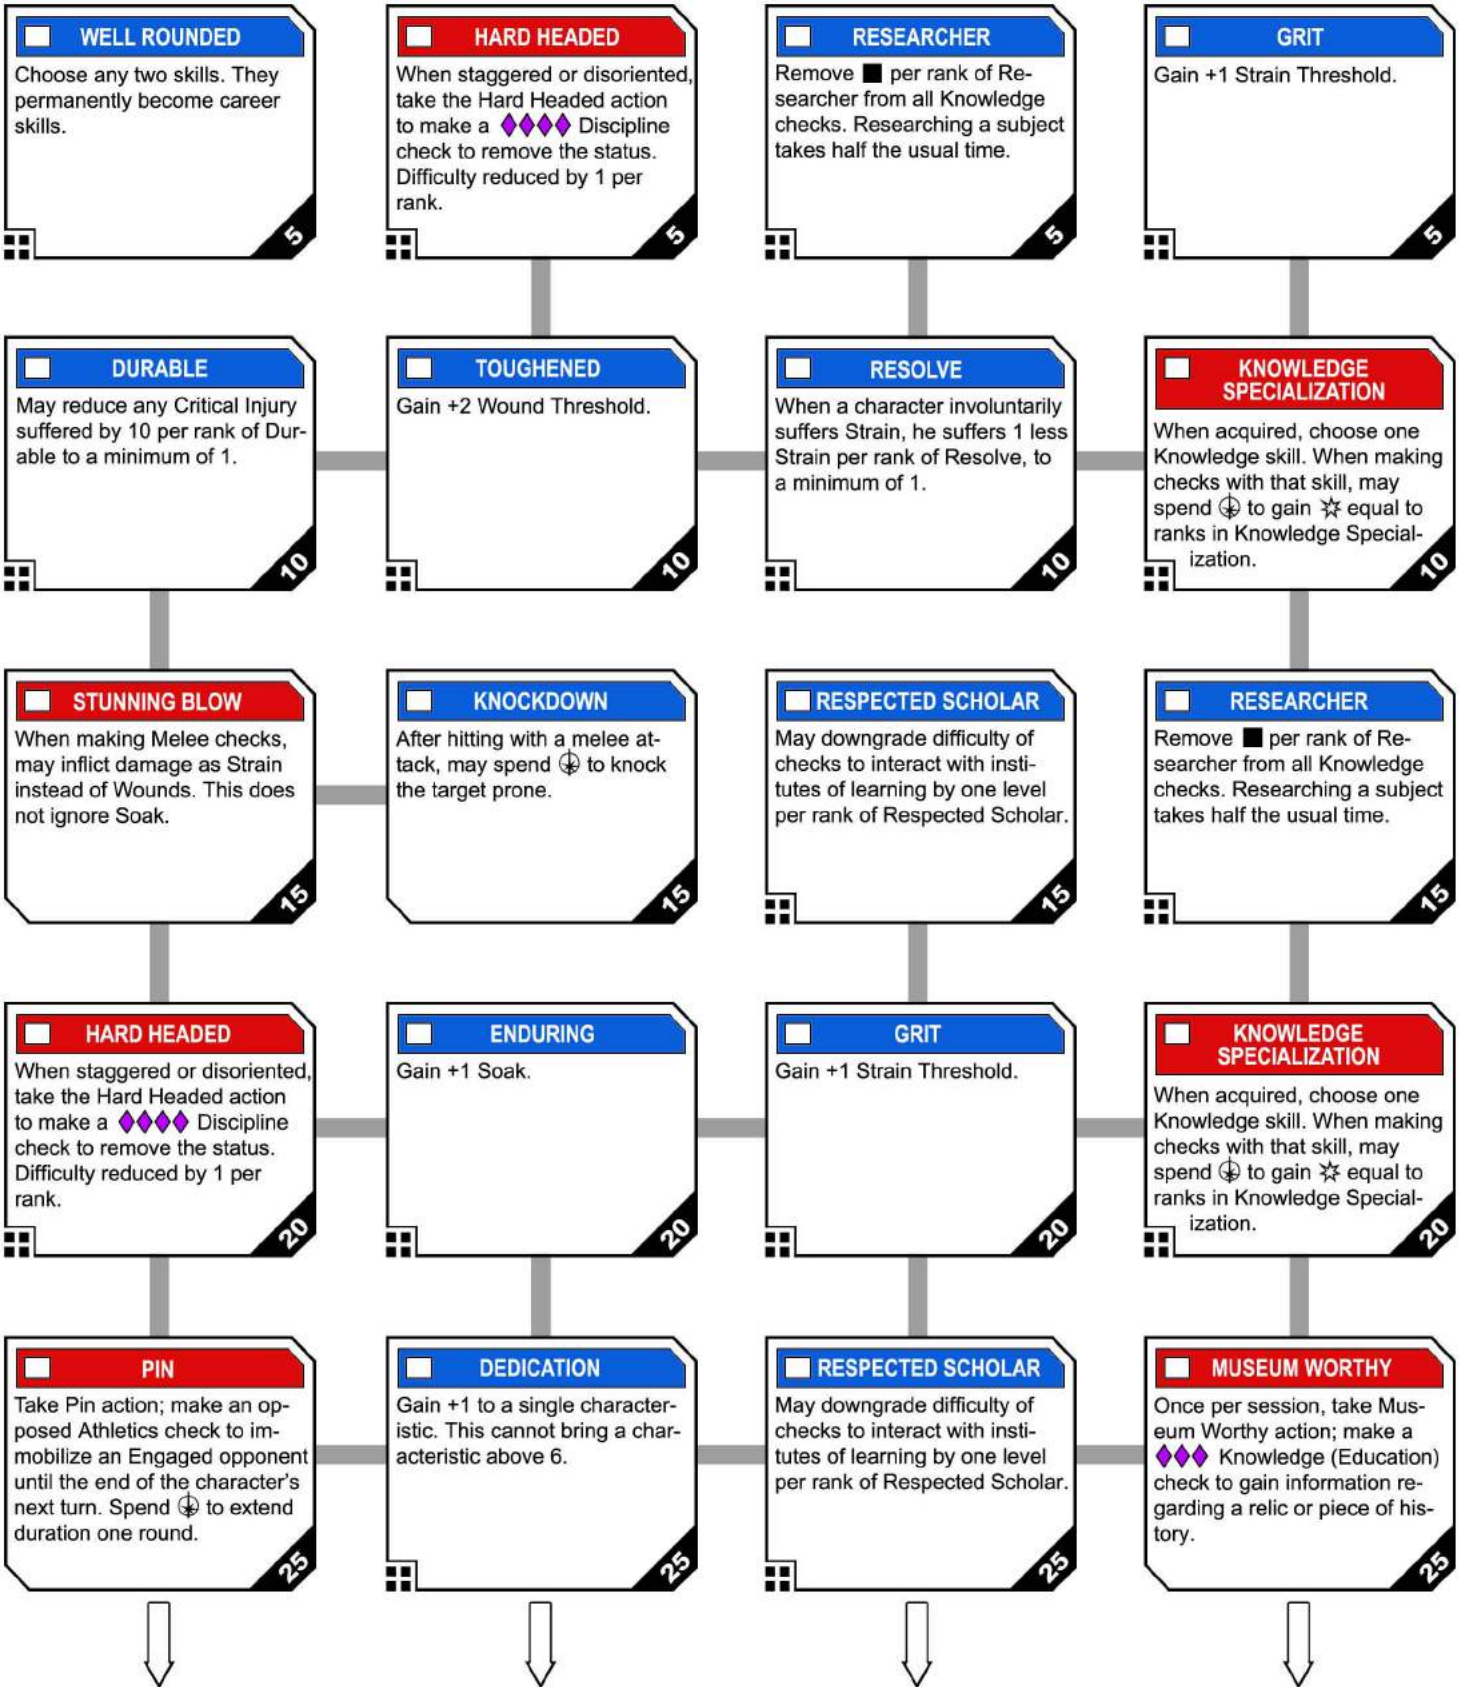 WELL ROUNDED
Choose any two skills. They
permanently become career
skills.
5
HARD HEADED
When staggered or disoriented,
take the Hard Headed action
to make a Discipline
check to remove the status.
Difficulty reduced by 1 per
rank.
5
RESEARCHER
Remove per rank of Re-
searcher from all Knowledge
checks. Researching a subject
takes half the usual time.
5
GRIT
Gain +1 Strain Threshold.
5
DURABLE
May reduce any Critical Injury
suffered by 10 per rank of Dur-
able to a minimum of 1.
10
TOUGHENED
Gain +2 Wound Threshold.
10
RESOLVE
When a character involuntarily
suffers Strain, he suffers 1 less
Strain per rank of Resolve, to
a minimum of 1.
10
KNOWLEDGE
SPECIALIZATION
When acquired, choose one
Knowledge skill. When making
checks with that skill, may
spend to gain equal to
ranks in Knowledge Special-
ization.
10
STUNNING BLOW
When making Melee checks,
may inflict damage as Strain
instead of Wounds. This does
not ignore Soak.
15
KNOCKDOWN
After hitting with a melee at-
tack, may spend to knock
the target prone.
15
RESPECTED SCHOLAR
May downgrade difficulty of
checks to interact with insti-
tutes of learning by one level
per rank of Respected Scholar.
15
RESEARCHER
Remove per rank of Re-
searcher from all Knowledge
checks. Researching a subject
takes half the usual time.
15
HARD HEADED
When staggered or disoriented,
take the Hard Headed action
to make a Discipline
check to remove the status.
Difficulty reduced by 1 per
rank.
20
ENDURING
Gain +1 Soak.
20
GRIT
Gain +1 Strain Threshold.
20
KNOWLEDGE
SPECIALIZATION
When acquired, choose one
Knowledge skill. When making
checks with that skill, may
spend to gain equal to
ranks in Knowledge Special-
ization.
20
PIN
Take Pin action; make an op-
posed Athletics check to im-
mobilize an Engaged opponent
until the end of the character's
next turn. Spend to extend
duration one round.
25
DEDICATION
Gain +1 to a single character-
istic. This cannot bring a char-
acteristic above 6.
25
RESPECTED SCHOLAR
May downgrade difficulty of
checks to interact with insti-
tutes of learning by one level
per rank of Respected Scholar.
25
MUSEUM WORTHY
Once per session, take Mus-
eum Worthy action; make a
Knowledge (Education)
check to gain information re-
garding a relic or piece of his-
tory.
25